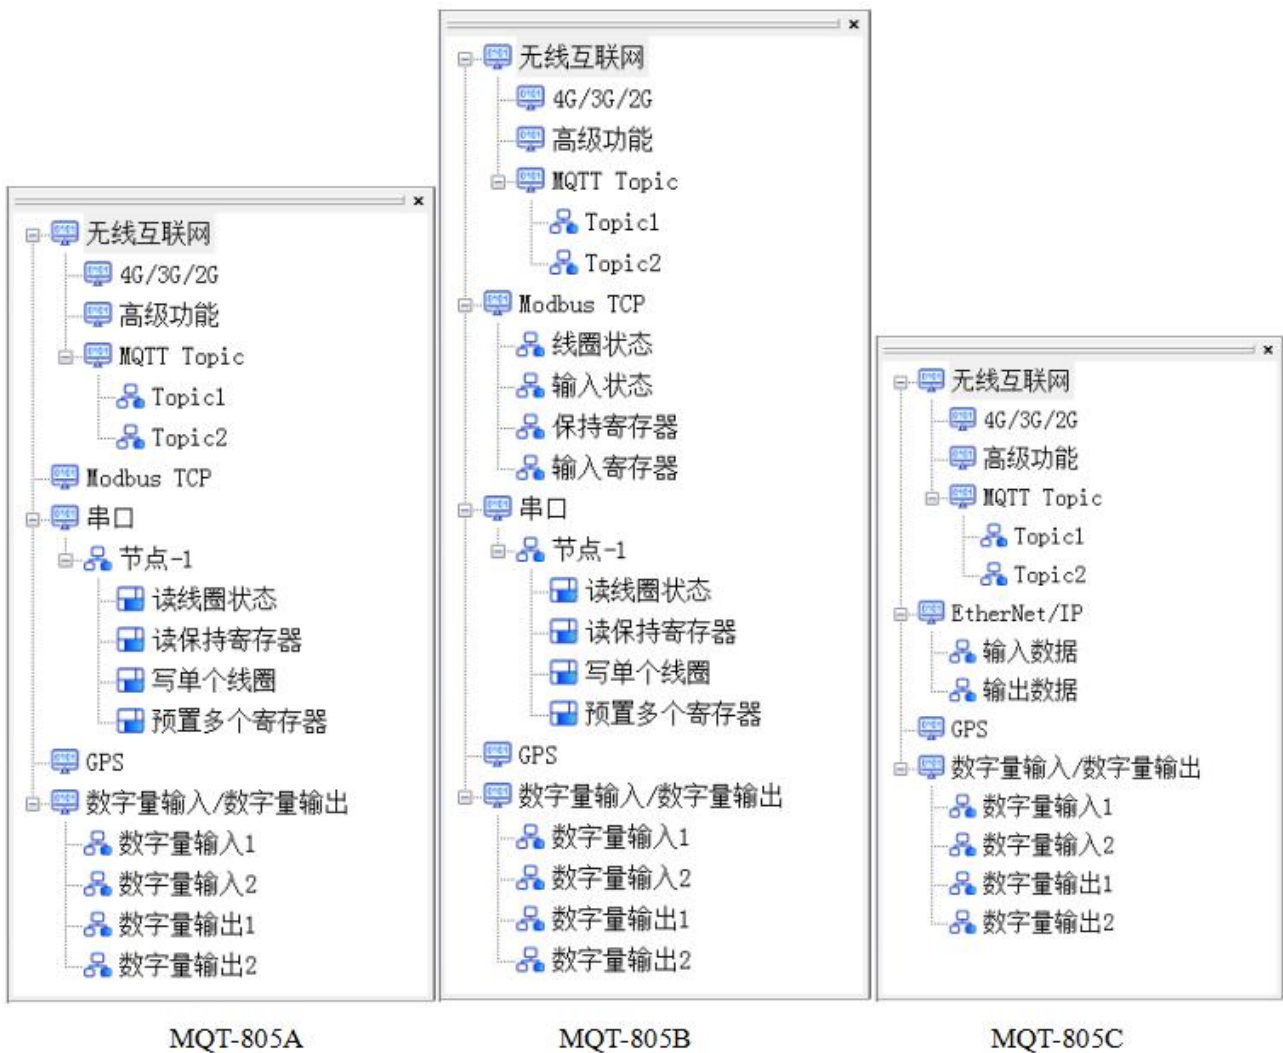 无线互联网
4G/3G/2G
高级功能
MQTT Topic
Topic1
Topic2
Modbus TCP
串口
节点-1
读线圈状态
读保持寄存器
写单个线圈
预置多个寄存器
GPS
数字量输入/数字量输出
数字量输入1
数字量输入2
数字量输出1
数字量输出2
MQT-805A
无线互联网
4G/3G/2G
高级功能
MQTT Topic
Topic1
Topic2
Modbus TCP
线圈状态
输入状态
保持寄存器
输入寄存器
串口
节点-1
读线圈状态
读保持寄存器
写单个线圈
预置多个寄存器
GPS
数字量输入/数字量输出
数字量输入1
数字量输入2
数字量输出1
数字量输出2
MQT-805B
无线互联网
4G/3G/2G
高级功能
MQTT Topic
Topic1
Topic2
EtherNet/IP
输入数据
输出数据
GPS
数字量输入/数字量输出
数字量输入1
数字量输入2
数字量输出1
数字量输出2
MQT-805C